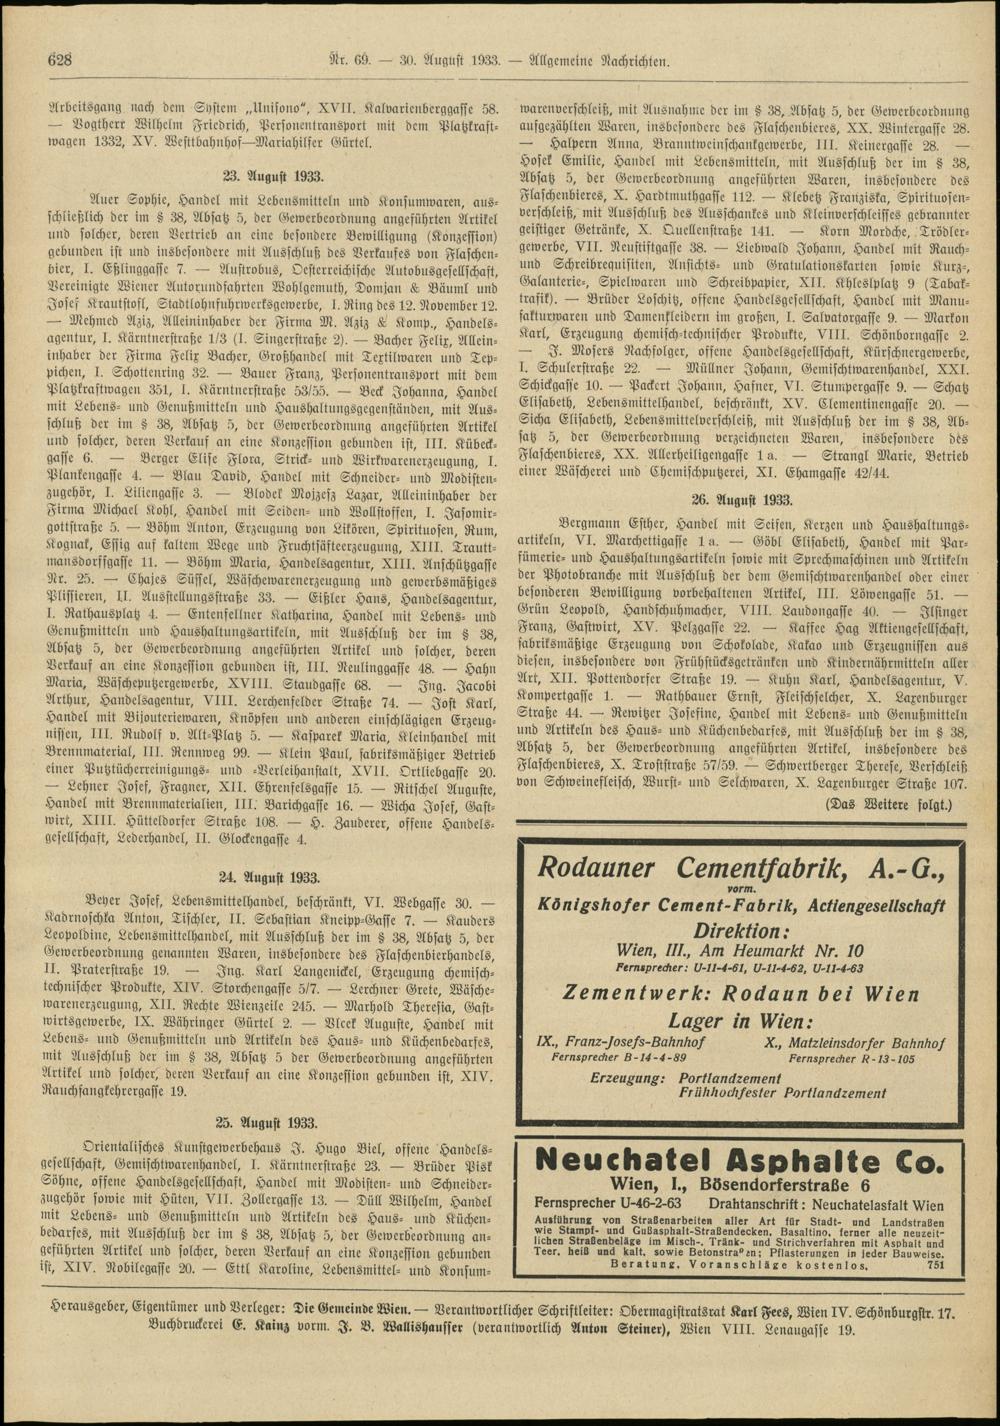 628
Nr. 69. — 30. August 1933. — Allgemeine Nachrichten.
Arbeitsgang nach dem System „Unisono“, XVII. Kalvarienberggasse 58.
— Vogtherr Wilhelm Friedrich, Personentransport mit dem Platzkraft-
wagen 1332, XV. Westtbahnhof—Mariahilfer Gürtel.
23. August 1933.
Auer Sophie, Handel mit Lebensmitteln und Konsumwaren, aus-
schließlich der im § 38, Absatz 5, der Gewerbeordnung angeführten Artikel
und solcher, deren Vertrieb an eine besondere Bewilligung (Konzession)
gebunden ist und insbesondere mit Ausschluß des Verkaufes von Flaschen-
bier, I. Eßlinggasse 7. — Austrobus, Oesterreichische Autobusgesellschaft,
Vereinigte Wiener Autorundfahrten Wohlgemuth, Domjan & Bäuml und
Josef Krautstofl, Stadtlohnfuhrwerksgewerbe, I. Ring des 12. November 12.
— Mehmed Aziz, Alleininhaber der Firma M. Aziz & Komp., Handels-
agentur, I. Kärntnerstraße 1/3 (I. Singerstraße 2). — Bacher Felix, Allein-
inhaber der Firma Felix Bacher, Großhandel mit Textilwaren und Tep-
pichen, I. Schottenring 32. — Bauer Franz, Personentransport mit dem
Platzkraftwagen 351, I. Kärntnerstraße 53/55. — Beck Johanna, Handel
mit Lebens- und Genußmitteln und Haushaltungsgegenständen, mit Aus-
schluß der im § 38, Absatz 5, der Gewerbeordnung angeführten Artikel
und solcher, deren Verkauf an eine Konzession gebunden ist, III. Kübeck-
gasse 6. — Berger Elise Flora, Strick- und Wirkwarenerzeugung, I.
Plankengasse 4. — Blau David, Handel mit Schneider- und Modisten-
zugehör, I. Liliengasse 3. — Blodek Mojzesz Lazar, Alleininhaber der
Firma Michael Kohl, Handel mit Seiden- und Wollstoffen, I. Jasomir-
gottstraße 5. — Böhm Anton, Erzeugung von Likören, Spirituosen, Rum,
Kognak, Essig auf kaltem Wege und Fruchtsäfteerzeugung, XIII. Trautt-
mansdorffgasse 11. — Böhm Maria, Handelsagentur, XIII. Anschützgasse
Nr. 25. — Chajes Süssel, Wäschewarenerzeugung und gewerbsmäßiges
Plissieren, II. Ausstellungsstraße 33. — Eißler Hans, Handelsagentur,
I. Rathausplatz 4. — Entenfellner Katharina, Handel mit Lebens- und
Genußmitteln und Haushaltungsartikeln, mit Ausschluß der im § 38,
Absatz 5, der Gewerbeordnung angeführten Artikel und solcher, deren
Verkauf an eine Konzession gebunden ist, III. Neulinggasse 48. — Hahn
Maria, Wäscheputzergewerbe, XVIII. Staudgasse 68. — Ing. Jacobi
Arthur, Handelsagentur, VIII. Lerchenfelder Straße 74. — Jost Karl,
Handel mit Bijouteriewaren, Knöpfen und anderen einschlägigen Erzeug-
nissen, III. Rudolf v. Alt-Platz 5. — Kasparek Maria, Kleinhandel mit
Brennmaterial, III. Rennweg 99. — Klein Paul, fabriksmäßiger Betrieb
einer Putztücherreinigungs- und -Verleihanstalt, XVII. Ortliebgasse 20.
— Lehner Josef, Fragner, XII. Ehrenfelsgasse 15. — Ritschel Auguste,
Handel mit Brennmaterialien, III. Barichgasse 16. — Wicha Josef, Gast-
wirt, XIII. Hütteldorfer Straße 108. — H. Zauderer, offene Handels-
gesellschaft, Lederhandel, II. Glockengasse 4.
24. August 1933.
Beyer Josef, Lebensmittelhandel, beschränkt, VI. Webgasse 30. —
Kadrnoschka Anton, Tischler, II. Sebastian Kneipp-Gasse 7. — Kauders
Leopoldine, Lebensmittelhandel, mit Ausschluß der im § 38, Absatz 5, der
Gewerbeordnung genannten Waren, insbesondere des Flaschenbierhandels,
II. Praterstraße 19. — Ing. Karl Langenickel, Erzeugung chemisch-
technischer Produkte, XIV. Storchengasse 5/7. — Lerchner Grete, Wäsche-
warenerzeugung, XII. Rechte Wienzeile 245. — Marhold Theresia, Gast-
wirtsgewerbe, IX. Währinger Gürtel 2. — Vlcek Auguste, Handel mit
Lebens- und Genußmitteln und Artikeln des Haus- und Küchenbedarfes,
mit Ausschluß der im § 38, Absatz 5 der Gewerbeordnung angeführten
Artikel und solcher, deren Verkauf an eine Konzession gebunden ist, XIV.
Rauchfangkehrergasse 19.
25. August 1933.
Orientalisches Kunstgewerbehaus J. Hugo Biel, offene Handels-
gesellschaft, Gemischtwarenhandel, I. Kärntnerstraße 23. — Brüder Pisk
Söhne, offene Handelsgesellschaft, Handel mit Modisten- und Schneider-
zugehör sowie mit Hüten, VII. Zollergasse 13. — Düll Wilhelm, Handel
mit Lebens- und Genußmitteln und Artikeln des Haus- und Küchen-
bedarfes, mit Ausschluß der im § 38, Absatz 5, der Gewerbeordnung an-
geführten Artikel und solcher, deren Verkauf an eine Konzession gebunden
ist, XIV. Nobilegasse 20. — Ettl Karoline, Lebensmittel- und Konsum-
warenverschleiß, mit Ausnahme der im § 38, Absatz 5, der Gewerbeordnung
aufgezählten Waren, insbesondere des Flaschenbieres, XX. Wintergasse 28.
— Halpern Anna, Branntweinschankgewerbe, III. Keinergasse 28. —
Hosek Emilie, Handel mit Lebensmitteln, mit Ausschluß der im § 38,
Absatz 5, der Gewerbeordnung angeführten Waren, insbesondere des
Flaschenbieres, X. Hardtmuthgasse 112. — Klebetz Franziska, Spirituosen-
verschleiß, mit Ausschluß des Ausschankes und Kleinverschleisses gebrannter
geistiger Getränke, X. Quellenstraße 141. — Korn Mordche, Trödler-
gewerbe, VII. Neustiftgasse 38. — Liebwald Johann, Handel mit Rauch-
und Schreibrequisiten, Ansichts- und Gratulationskarten sowie Kurz-,
Galanterie-, Spielwaren und Schreibpapier, XII. Khleslplatz 9 (Tabak-
trafik). — Brüder Loschitz, offene Handelsgesellschaft, Handel mit Manu-
fakturwaren und Damenkleidern im großen, I. Salvatorgasse 9. — Markon
Karl, Erzeugung chemisch-technischer Produkte, VIII. Schönborngasse 2.
— J. Mosers Nachfolger, offene Handelsgesellschaft, Kürschnergewerbe,
I. Schulerstraße 22. — Müllner Johann, Gemischtwarenhandel, XXI.
Schickgasse 10. — Packert Johann, Hafner, VI. Stumpergasse 9. — Schatz
Elisabeth, Lebensmittelhandel, beschränkt, XV. Clementinengasse 20. —
Sicha Elisabeth, Lebensmittelverschleiß, mit Ausschluß der im § 38, Ab-
satz 5, der Gewerbeordnung verzeichneten Waren, insbesondere des
Flaschenbieres, XX. Allerheiligengasse 1 a. — Strangl Marie, Betrieb
einer Wäscherei und Chemischputzerei, XI. Ehamgasse 42/44.
26. August 1933.
Bergmann Esther, Handel mit Seifen, Kerzen und Haushaltungs-
artikeln, VI. Marchettigasse 1 a. — Göbl Elisabeth, Handel mit Par-
fümerie- und Haushaltungsartikeln sowie mit Sprechmaschinen und Artikeln
der Photobranche mit Ausschluß der dem Gemischtwarenhandel oder einer
besonderen Bewilligung vorbehaltenen Artikel, III. Löwengasse 51. —
Grün Leopold, Handschuhmacher, VIII. Laudongasse 40. — Ilsinger
Franz, Gastwirt, XV. Pelzgasse 22. — Kaffee Hag Aktiengesellschaft,
fabriksmäßige Erzeugung von Schokolade, Kakao und Erzeugnissen aus
diesen, insbesondere von Frühstücksgetränken und Kindernährmitteln aller
Art, XII. Pottendorfer Straße 19. — Kuhn Karl, Handelsagentur, V.
Kompertgasse 1. — Rathbauer Ernst, Fleischselcher, X. Laxenburger
Straße 44. — Rewitzer Josefine, Handel mit Lebens- und Genußmitteln
und Artikeln des Haus- und Küchenbedarfes, mit Ausschluß der im § 38,
Absatz 5, der Gewerbeordnung angeführten Artikel, insbesondere des
Flaschenbieres, X. Troststraße 57/59. — Schwertberger Therese, Verschleiß
von Schweinefleisch, Wurst- und Selchwaren, X. Laxenburger Straße 107.
(Das Weitere folgt.)
Rodauner Cementfabrik, A.-G.,
vorm.
Königshofer Cement-Fabrik, Actiengesellschaft
Direktion:
Wien, III., Am Heumarkt Nr. 10
Fernsprecher: U-11-4-61, U-11-4-62, U-11-4-63
Zementwerk: Rodaun bei Wien
Lager in Wien:
IX., Franz-Josefs-Bahnhof X., Matzleinsdorfer Bahnhof
Fernsprecher B-14-4-89 Fernsprecher R-13-105
Erzeugung: Portlandzement
Frühhochfester Portlandzement
Neuchatel Asphalte Co.
Wien, I., Bösendorferstraße 6
Fernsprecher U-46-2-63 Drahtanschrift: Neuchatelasfalt Wien
Ausführung von Straßenarbeiten aller Art für Stadt- und Landstraßen
wie Stampf- und Gußasphalt-Straßendecken, Basaltino, ferner alle neuzeit-
lichen Straßenbeläge im Misch-, Tränk- und Strichverfahren mit Asphalt und
Teer, heiß und kalt, sowie Betonstraßen; Pflasterungen in jeder Bauweise.
Beratung, Voranschläge kostenlos. 751
Herausgeber, Eigentümer und Verleger: Die Gemeinde Wien. — Verantwortlicher Schriftleiter: Obermagistratsrat Karl Fees, Wien IV. Schönburgstr. 17.
Buchdruckerei E. Kainz vorm. J. B. Wallishausser (verantwortlich Anton Steiner), Wien VIII. Lenaugasse 19.